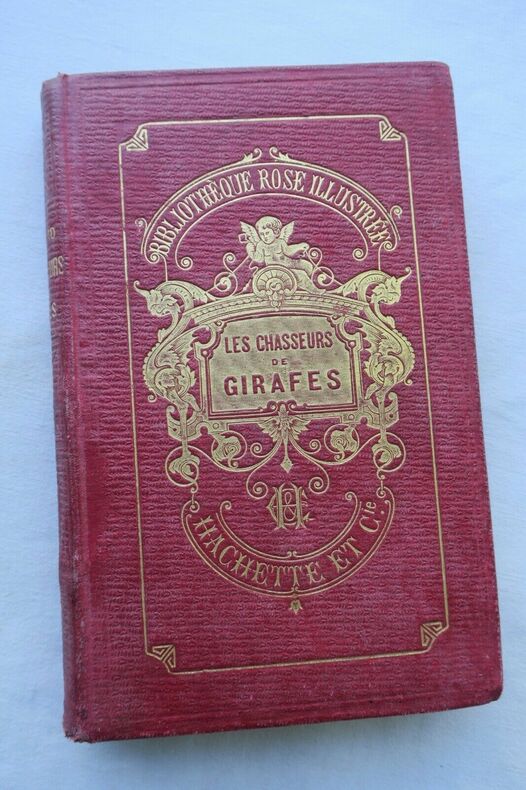 BIBLIOTHÈQUE ROSE ILLUSTRÉE
LES CHASSEURS
DE
GIRAFES
H&C
HACHETTE ET Cie.